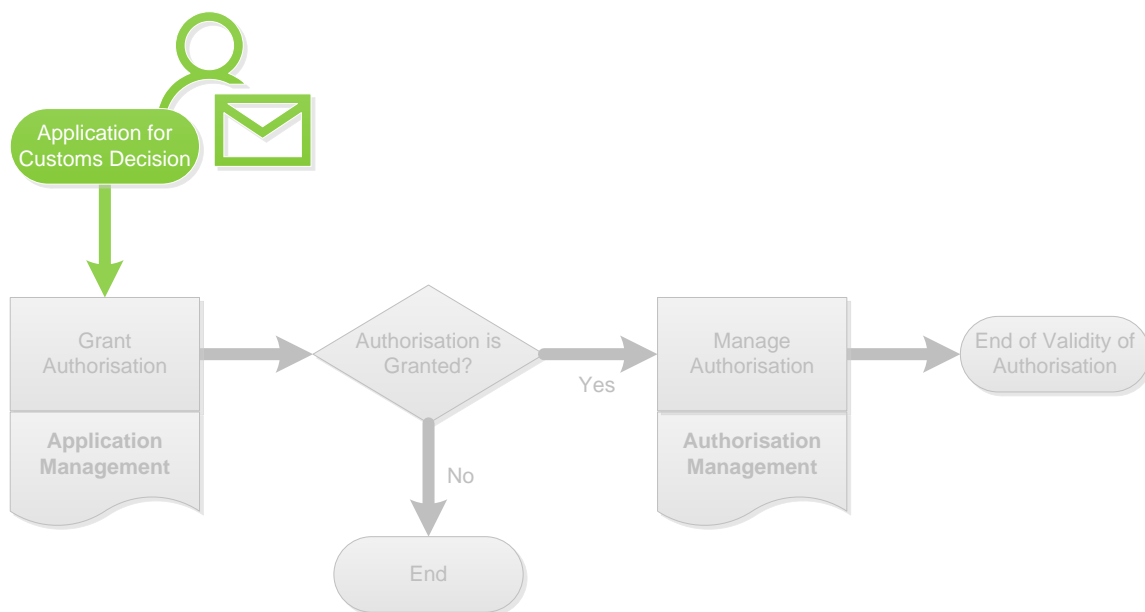 Application for
Customs Decision
Grant
Authorisation
Application
Management
Authorisation is
Granted?
Yes
No
End
Manage
Authorisation
Authorisation
Management
End of Validity of
Authorisation